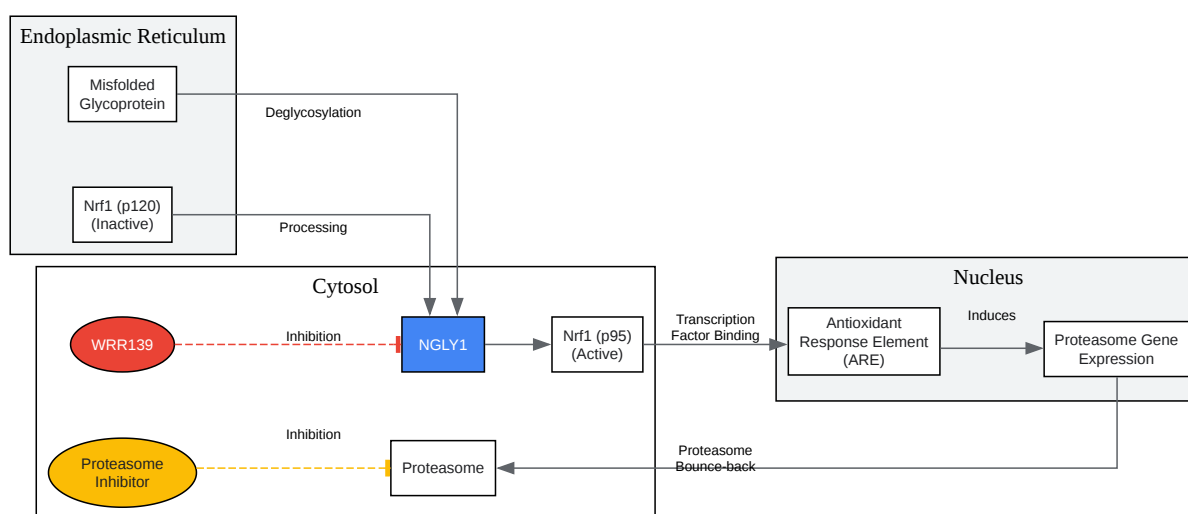 Endoplasmic Reticulum
Misfolded
Glycoprotein
Deglycosylation
Nrf1 (p120)
(Inactive)
Processing
Cytosol
Nucleus
WRR139
Inhibition
NGLY1
Nrf1 (p95)
(Active)
Transcription
Factor Binding
Antioxidant
Response Element
(ARE)
Induces
Proteasome Gene
Expression
Proteasome
Inhibitor
Inhibition
Proteasome
Proteasome
Bounce-back